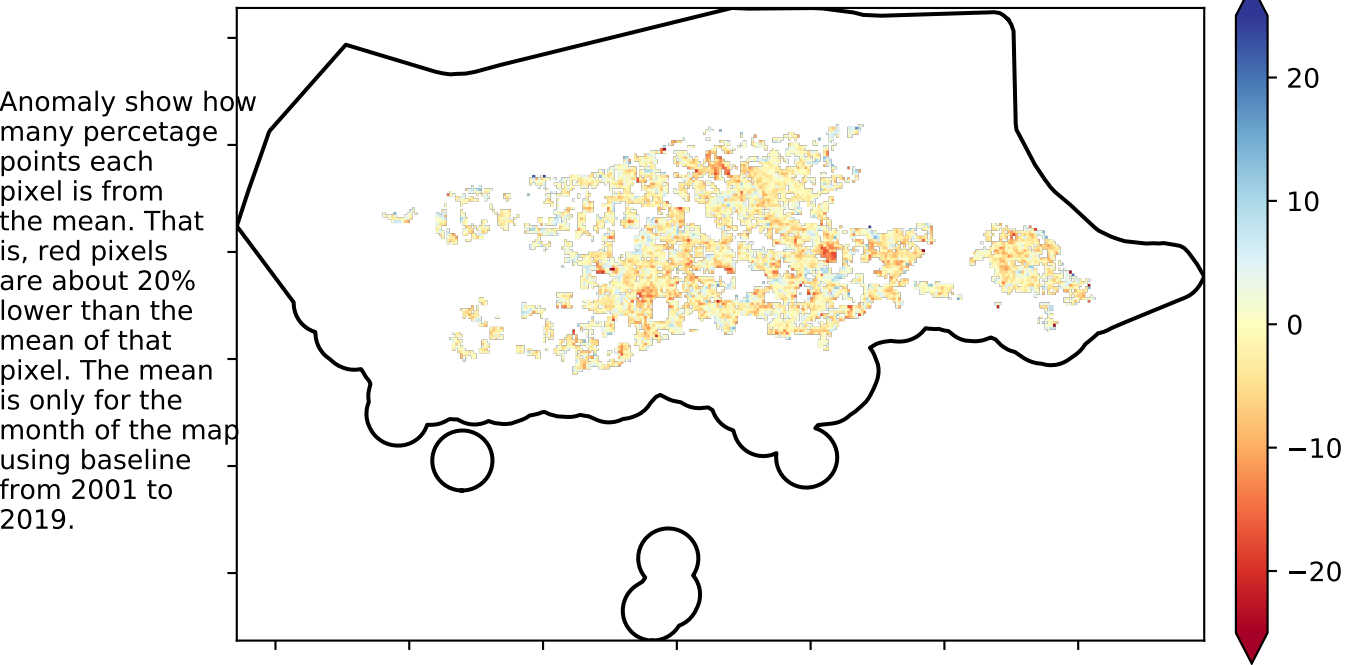 Anomaly show how
many percetage
points each
pixel is from
the mean. That
is, red pixels
are about 20%
lower than the
mean of that
pixel. The mean
is only for the
month of the map
using baseline
from 2001 to
2019.
20
10
0
−10
−20